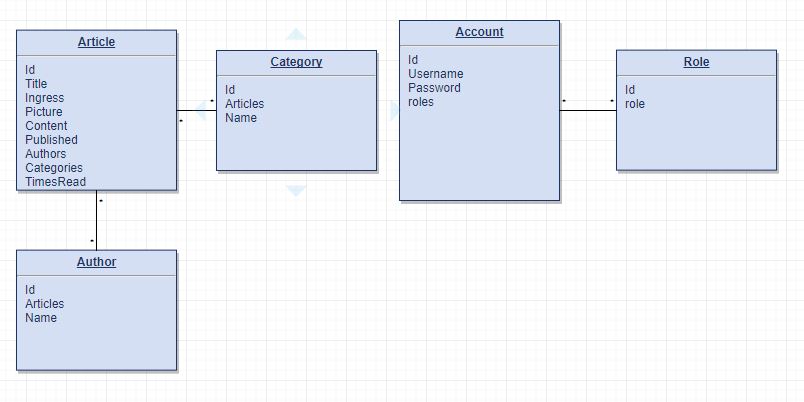 Article
Id
Title
Ingress
Picture
Content
Published
Authors
Categories
TimesRead
*
*
Category
Id
Articles
Name
*
*
Author
Id
Articles
Name
Account
Id
Username
Password
roles
*
*
Role
Id
role